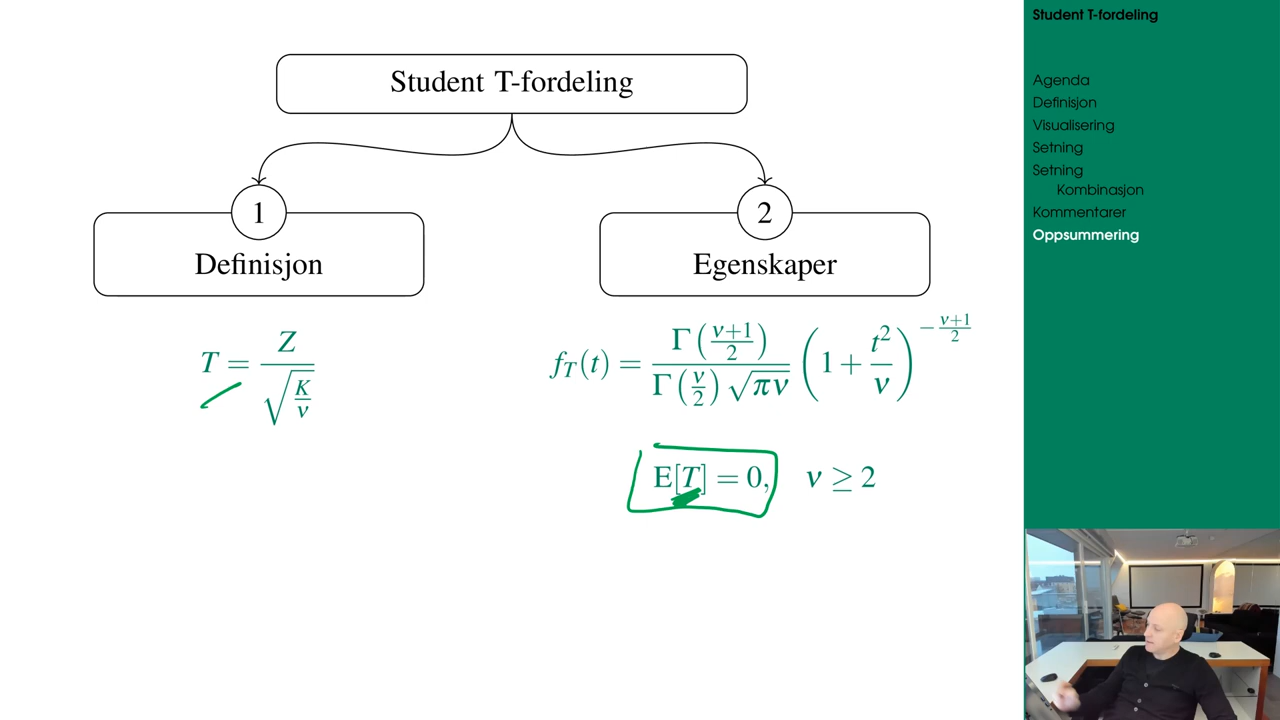 Student T-fordeling
1
Definisjon
T = Z / √(K/ν)
2
Egenskaper
f_T(t) = Γ((ν+1)/2) / (Γ(ν/2) √(πν)) (1 + t²/ν)^(−(ν+1)/2)
E[T] = 0, ν ≥ 2
Student T-fordeling
Agenda
Definisjon
Visualisering
Setning
Setning
Kombinasjon
Kommentarer
Oppsummering